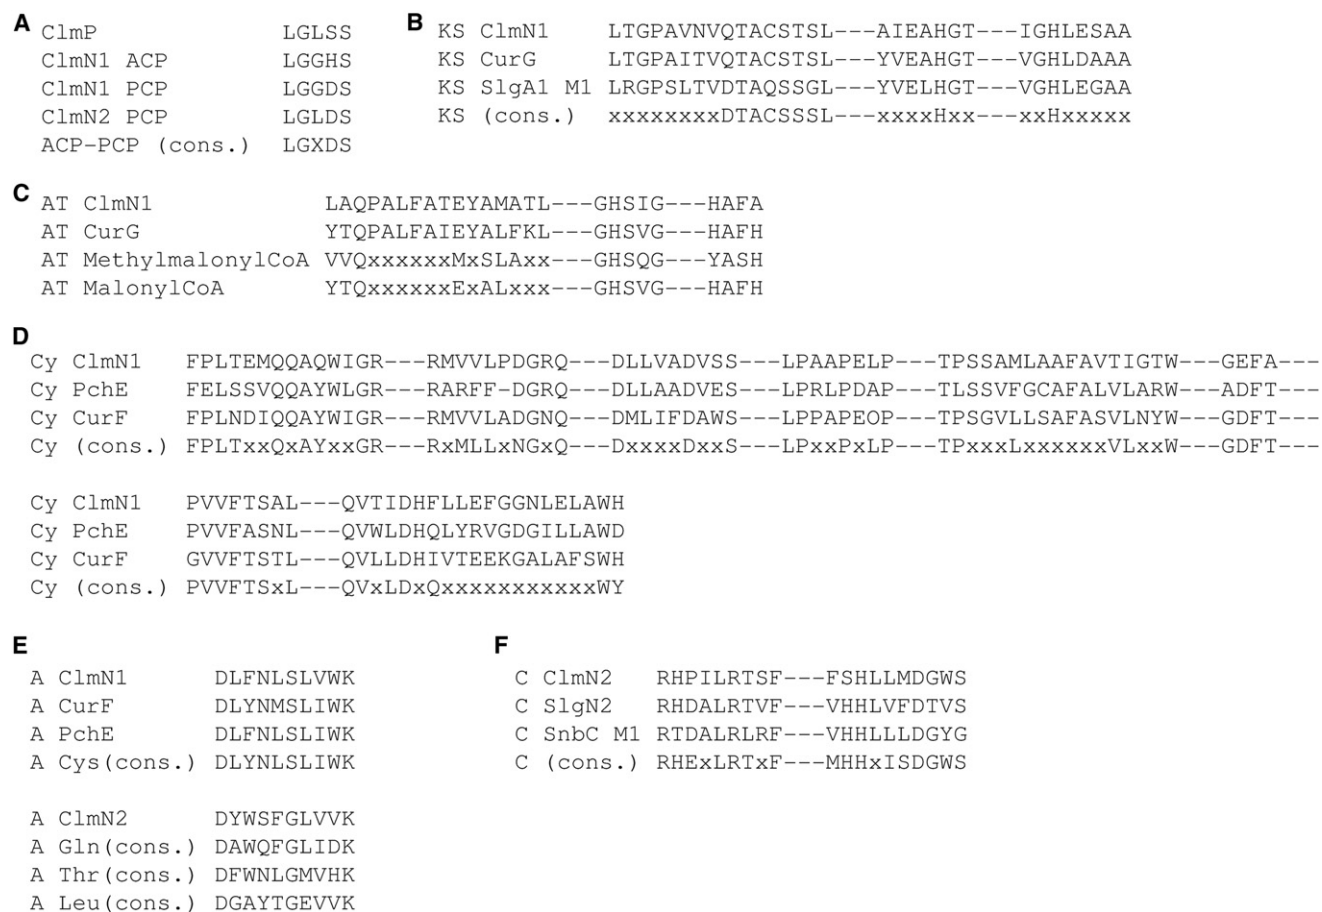 A
ClmP LGLSS
ClmN1 ACP LGGHS
ClmN1 PCP LGGDS
ClmN2 PCP LGLDS
ACP-PCP (cons.) LGXDS
B
KS ClmN1 LTGPAVNVQTACSTSL---AIEAHGT---IGHLESAA
KS CurG LTGPAITVQTACSTSL---YVEAHGT---VGHLDAAA
KS SlgA1 M1 LRGPSLTVDTAQSSGL---YVELHGT---VGHLEGAA
KS (cons.) xxxxxxxxDTACSSSL---xxxxHxx---xxHxxxxx
C
AT ClmN1 LAQPALFATEYAMATL---GHSIG---HAFA
AT CurG YTQPALFAIEYALFKL---GHSVG---HAFH
AT MethylmalonylCoA VVQxxxxxxMxSLAxx---GHSQG---YASH
AT MalonylCoA YTQxxxxxxExALxxx---GHSVG---HAFH
D
Cy ClmN1 FPLTEMQQAQWIGR---RMVVLPDGRQ---DLLVADVSS---LPAAPELP---TPSSAMLAAFAVTIGTW---GEFA---
Cy PchE FELSSVQQAYWLGR---RARFF-DGRQ---DLLAADVES---LPRLPDAP---TLSSVFGCAFALVLARW---ADFT---
Cy CurF FPLNDIQQAYWIGR---RMVVLADGNQ---DMLIFDAWS---LPPAPEOP---TPSGVLLSAFASVLNYW---GDFT---
Cy (cons.) FPLTxxQxAYxxGR---RxMLLxNGxQ---DxxxxDxxS---LPxxPxLP---TPxxxLxxxxxxVLxxW---GDFT---
Cy ClmN1 PVVFTSAL---QVTIDHFLLEFGGNLELAWH
Cy PchE PVVFASNL---QVWLDHQLYRVGDGILLAWD
Cy CurF GVVFTSTL---QVLLDHIVTEEKGALAFSWH
Cy (cons.) PVVFTSxL---QVxLDxQxxxxxxxxxxxWY
E
A ClmN1 DLFNLSLVWK
A CurF DLYNMSLIWK
A PchE DLFNLSLIWK
A Cys(cons.) DLYNLSLIWK
A ClmN2 DYWSFGLVVK
A Gln(cons.) DAWQFGLIDK
A Thr(cons.) DFWNLGMVHK
A Leu(cons.) DGAYTGEVVK
F
C ClmN2 RHPILRTSF---FSHLLMDGWS
C SlgN2 RHDALRTVF---VHHLVFDTVS
C SnbC M1 RTDALRLRF---VHHLLLDGYG
C (cons.) RHExLRTxF---MHHxISDGWS